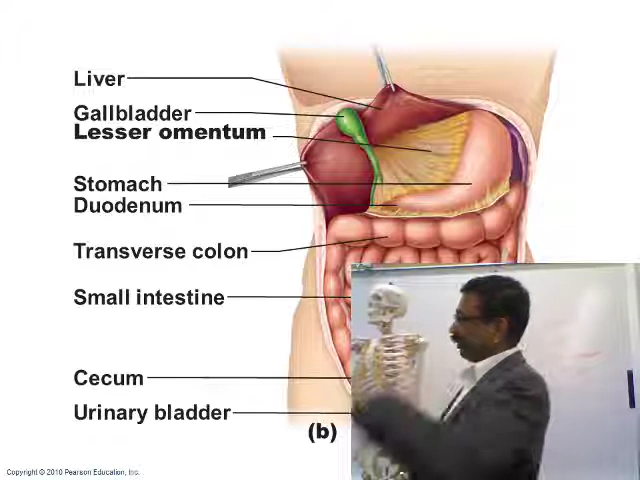 Liver
Gallbladder
Lesser omentum
Stomach
Duodenum
Transverse colon
Small intestine
Cecum
Urinary bladder
(b)
Copyright © 2010 Pearson Education, Inc.